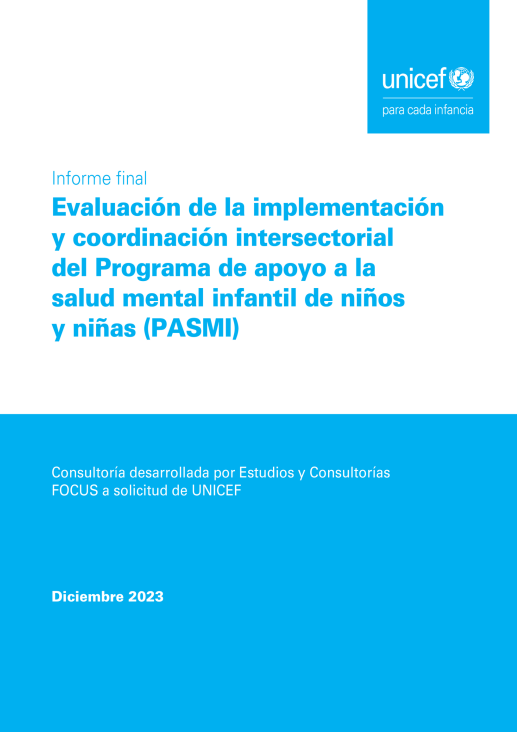 unicef
para cada infancia
Informe final
Evaluación de la implementación
y coordinación intersectorial
del Programa de apoyo a la
salud mental infantil de niños
y niñas (PASMI)
Consultoría desarrollada por Estudios y Consultorías
FOCUS a solicitud de UNICEF
Diciembre 2023